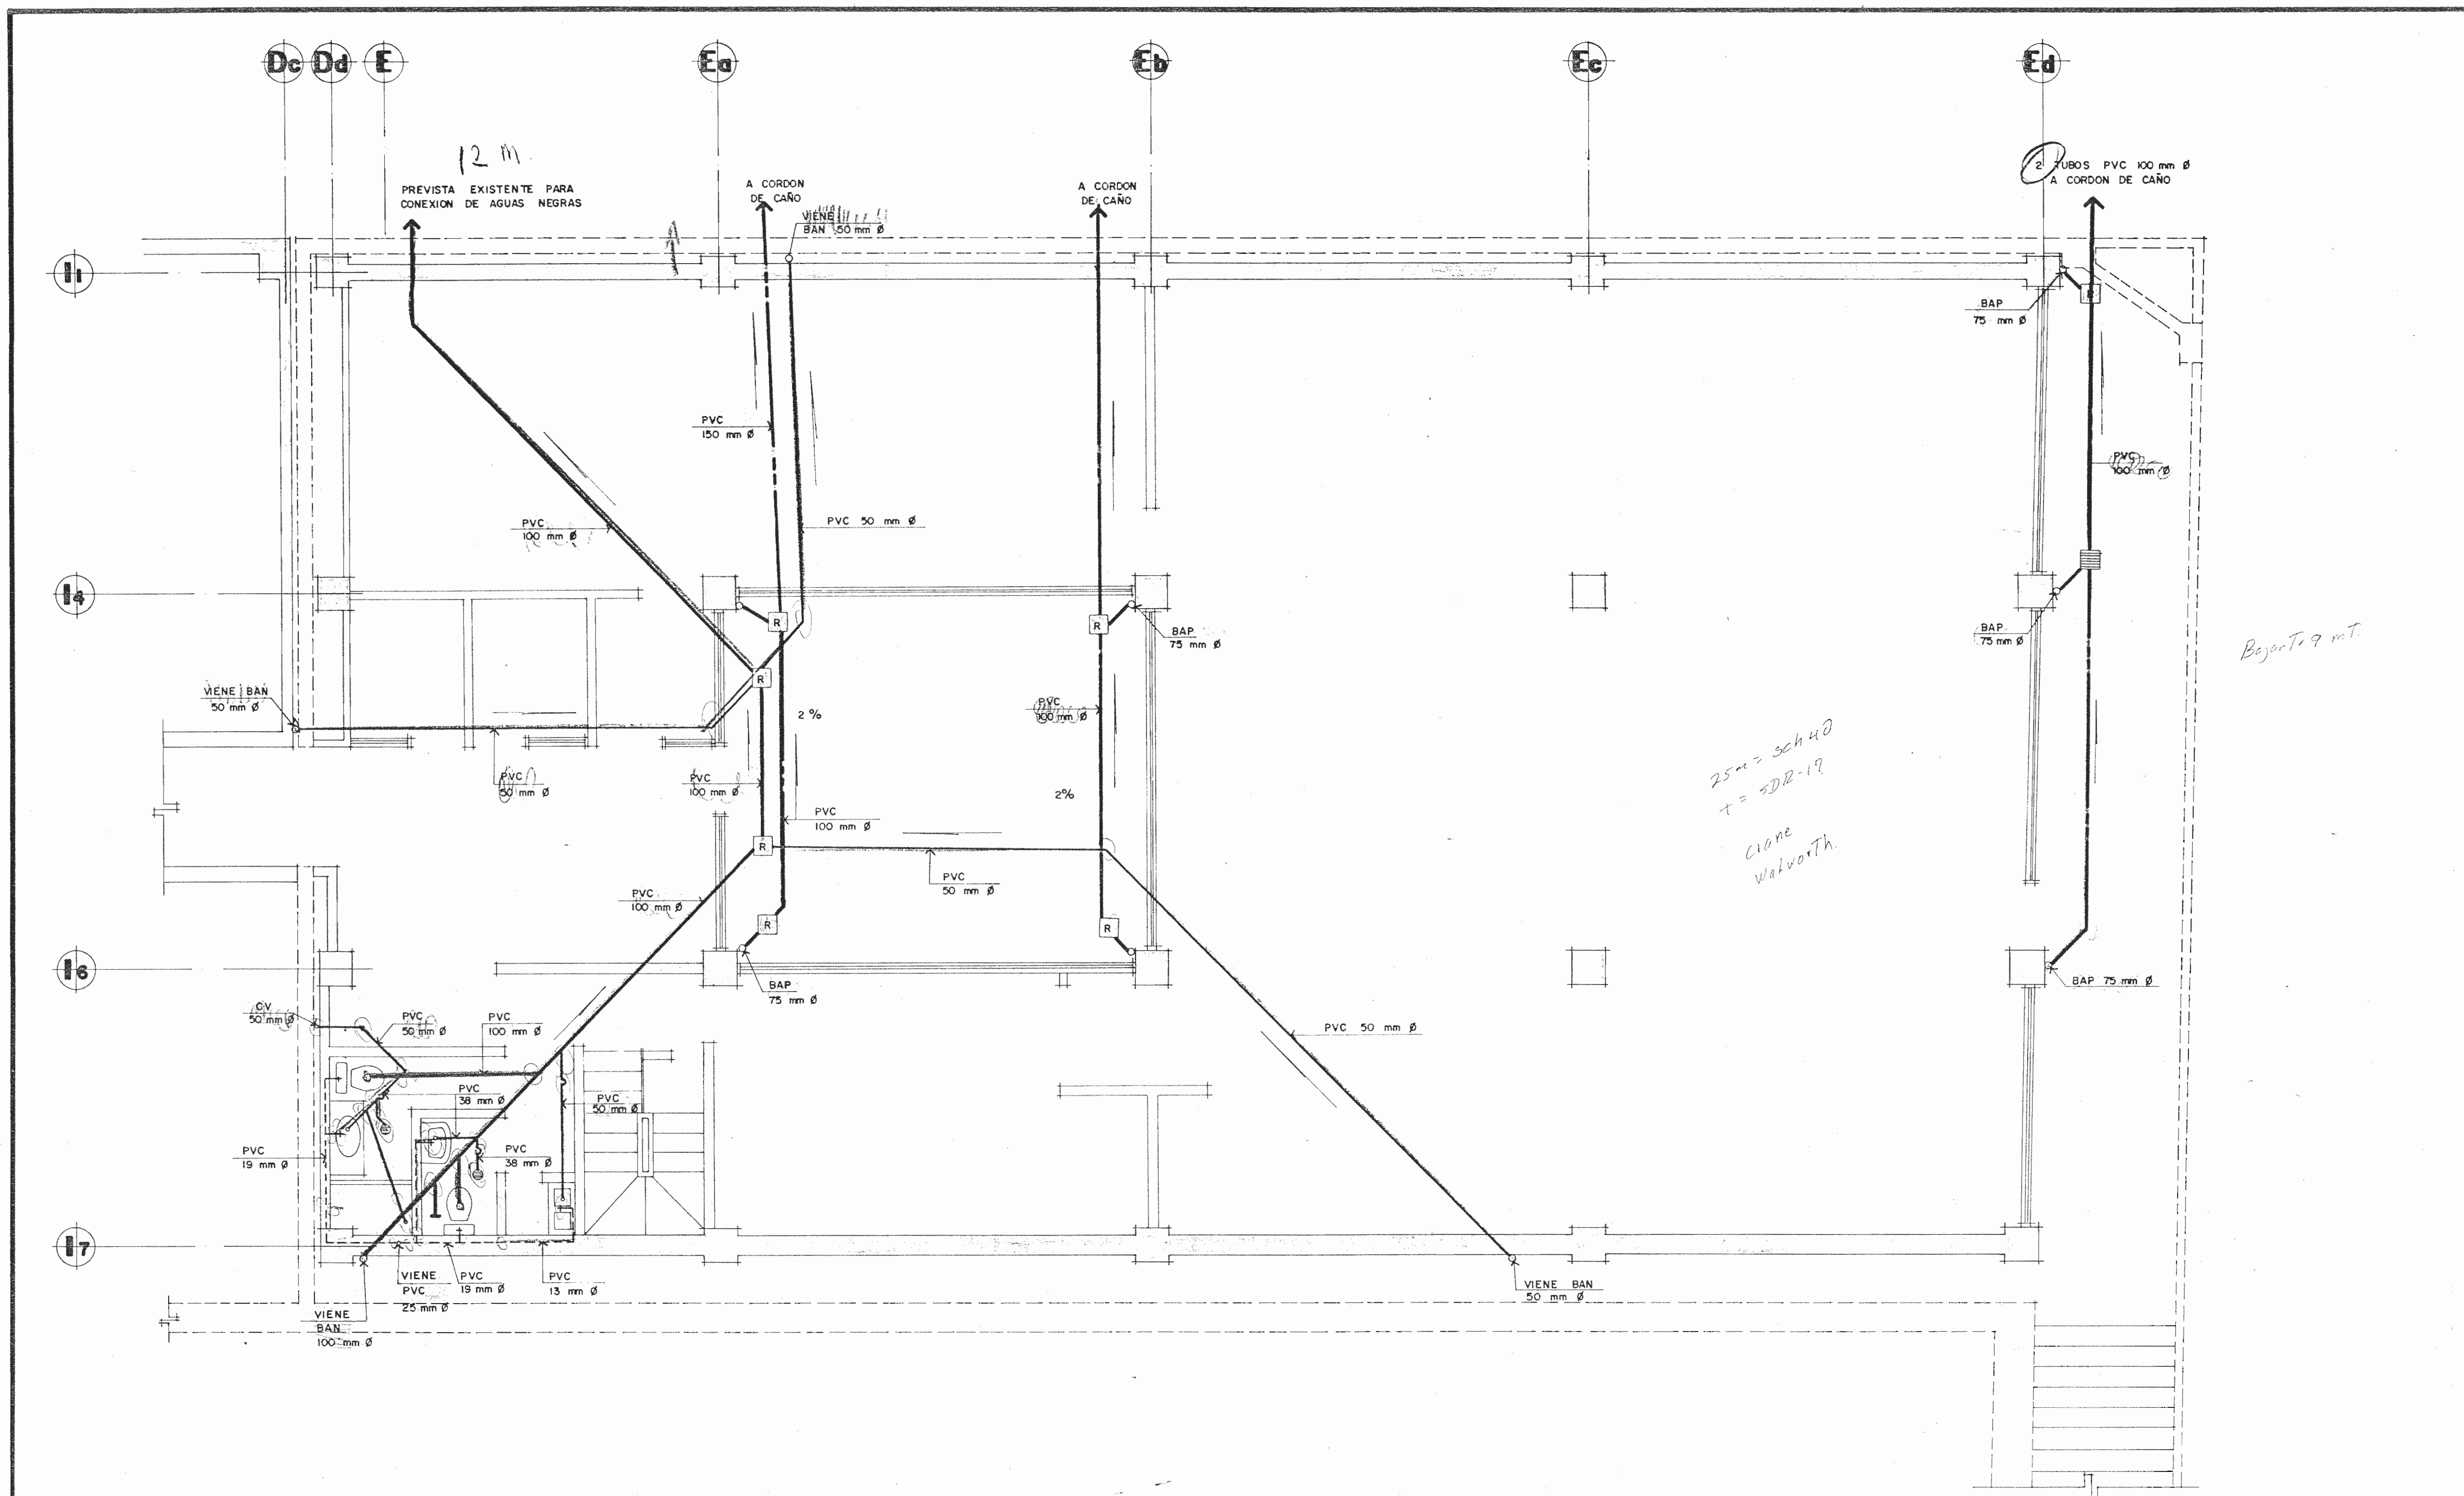 Dc Dd E Ea Eb Ec Ed
12 m.
PREVISTA EXISTENTE PARA
CONEXION DE AGUAS NEGRAS
A CORDON
DE CAÑO
VIENE
BAN 50 mm Ø
A CORDON
DE CAÑO
2 TUBOS PVC 100 mm Ø
A CORDON DE CAÑO
I1
BAP
75 mm Ø
R
PVC
150 mm Ø
PVC
100 mm Ø
PVC
100 mm Ø
PVC 50 mm Ø
I4
R
R
BAP
75 mm Ø
BAP
75 mm Ø
R
VIENE BAN
50 mm Ø
2 %
PVC
100 mm Ø
PVC
50 mm Ø
PVC
100 mm Ø
2%
PVC
100 mm Ø
25m = sch 40
+ = SDR-17
crane
Walworth.
R
PVC
50 mm Ø
PVC
100 mm Ø
R
R
I6
BAP
75 mm Ø
BAP 75 mm Ø
CV
50 mm Ø
PVC
50 mm Ø
PVC
100 mm Ø
PVC 50 mm Ø
PVC
38 mm Ø
PVC
50 mm Ø
PVC
19 mm Ø
PVC
38 mm Ø
I7
VIENE
PVC
25 mm Ø
PVC
19 mm Ø
PVC
13 mm Ø
VIENE BAN
50 mm Ø
VIENE
BAN
100 mm Ø